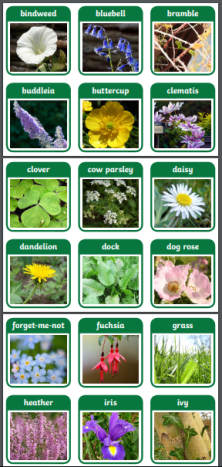 bindweed bluebell bramble
buddleia buttercup clematis
clover cow parsley daisy
dandelion dock dog rose
forget-me-not fuchsia grass
heather iris ivy